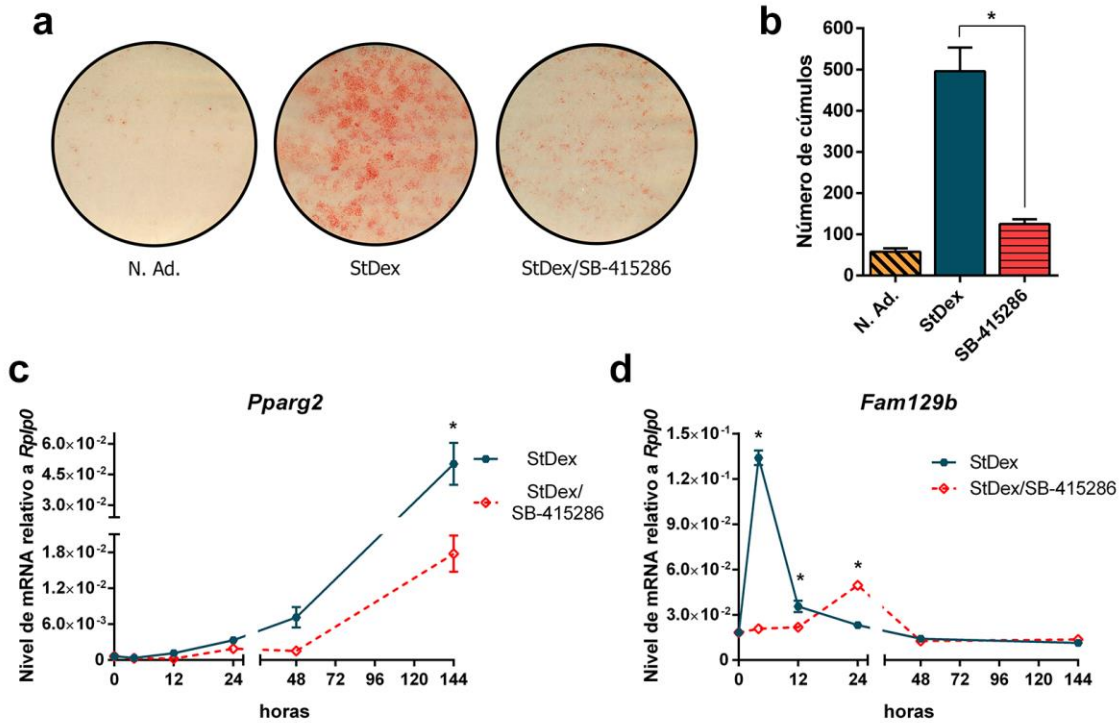 a
N. Ad.
StDex
StDex/SB-415286
b
Número de cúmulos
600
500
400
300
200
100
0
*
N. Ad.
StDex
SB-415286
c
Pparg2
Nivel de mRNA relativo a Rplp0
6.0×10⁻²
4.5×10⁻²
3.0×10⁻²
1.8×10⁻²
1.2×10⁻²
6.0×10⁻³
0
*
StDex
StDex/
SB-415286
0 12 24 48 72 96 120 144
horas
d
Fam129b
Nivel de mRNA relativo a Rplp0
1.5×10⁻¹
1.2×10⁻¹
9.0×10⁻²
6.0×10⁻²
3.0×10⁻²
0
*
*
*
StDex
StDex/SB-415286
0 12 24 48 72 96 120 144
horas